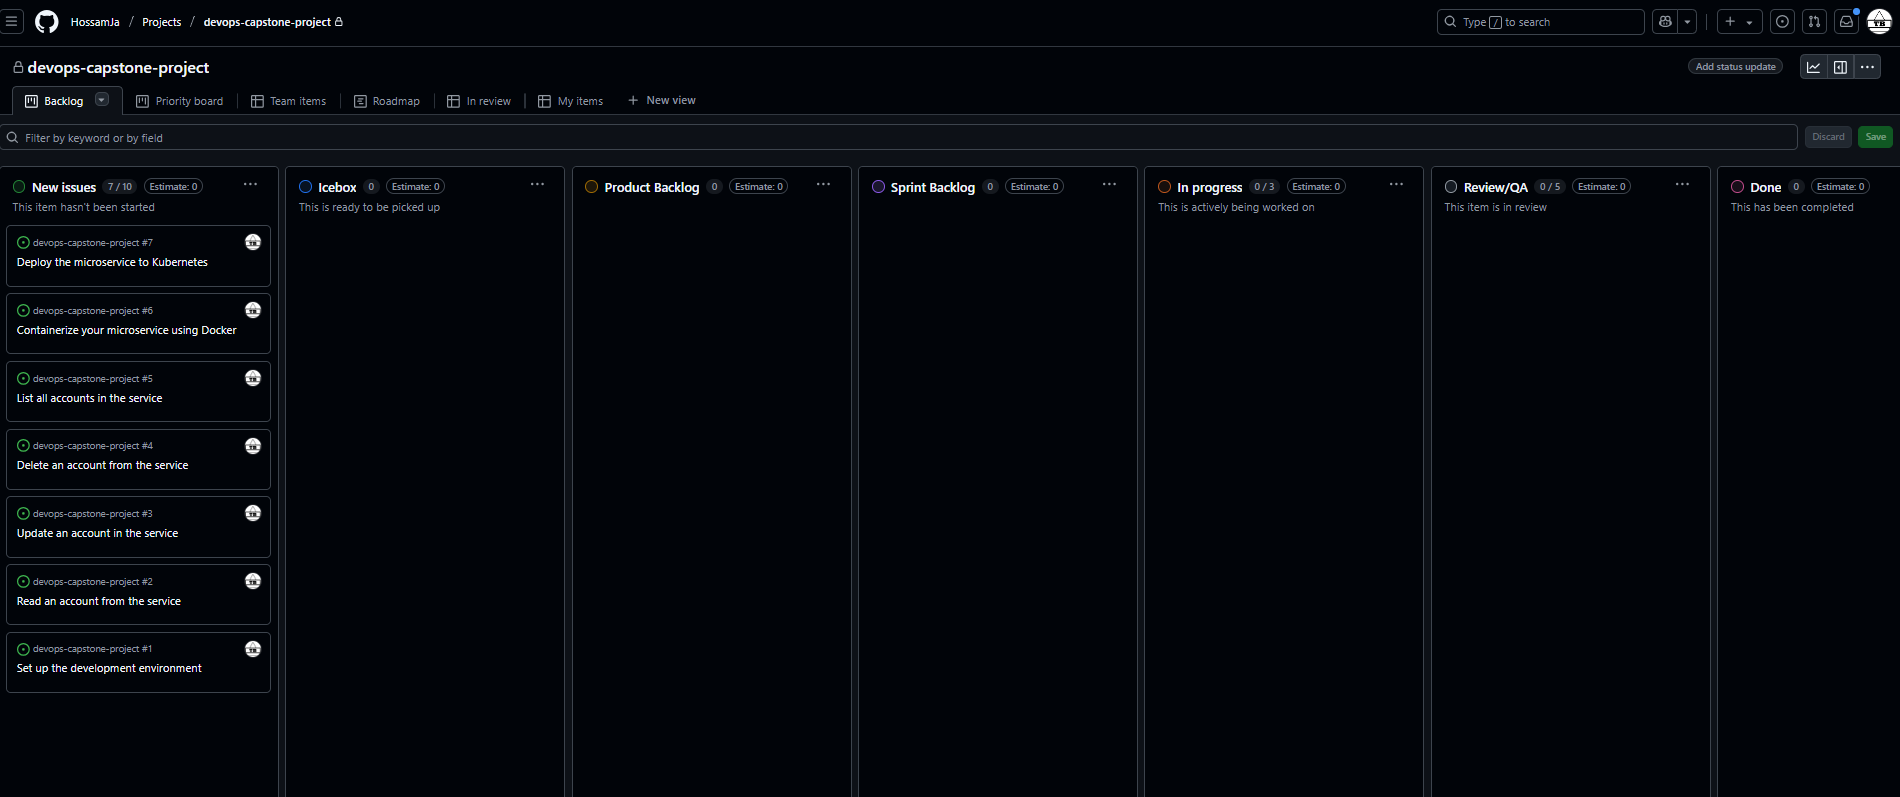 HossamJa / Projects / devops-capstone-project
Type / to search
devops-capstone-project
Add status update
Backlog
Priority board
Team items
Roadmap
In review
My items
New view
Filter by keyword or by field
Discard
Save
New issues 7 / 10 Estimate: 0
This item hasn't been started
devops-capstone-project #7
Deploy the microservice to Kubernetes
devops-capstone-project #6
Containerize your microservice using Docker
devops-capstone-project #5
List all accounts in the service
devops-capstone-project #4
Delete an account from the service
devops-capstone-project #3
Update an account in the service
devops-capstone-project #2
Read an account from the service
devops-capstone-project #1
Set up the development environment
Icebox 0 Estimate: 0
This is ready to be picked up
Product Backlog 0 Estimate: 0
Sprint Backlog 0 Estimate: 0
In progress 0 / 3 Estimate: 0
This is actively being worked on
Review/QA 0 / 5 Estimate: 0
This item is in review
Done 0 Estimate: 0
This has been completed